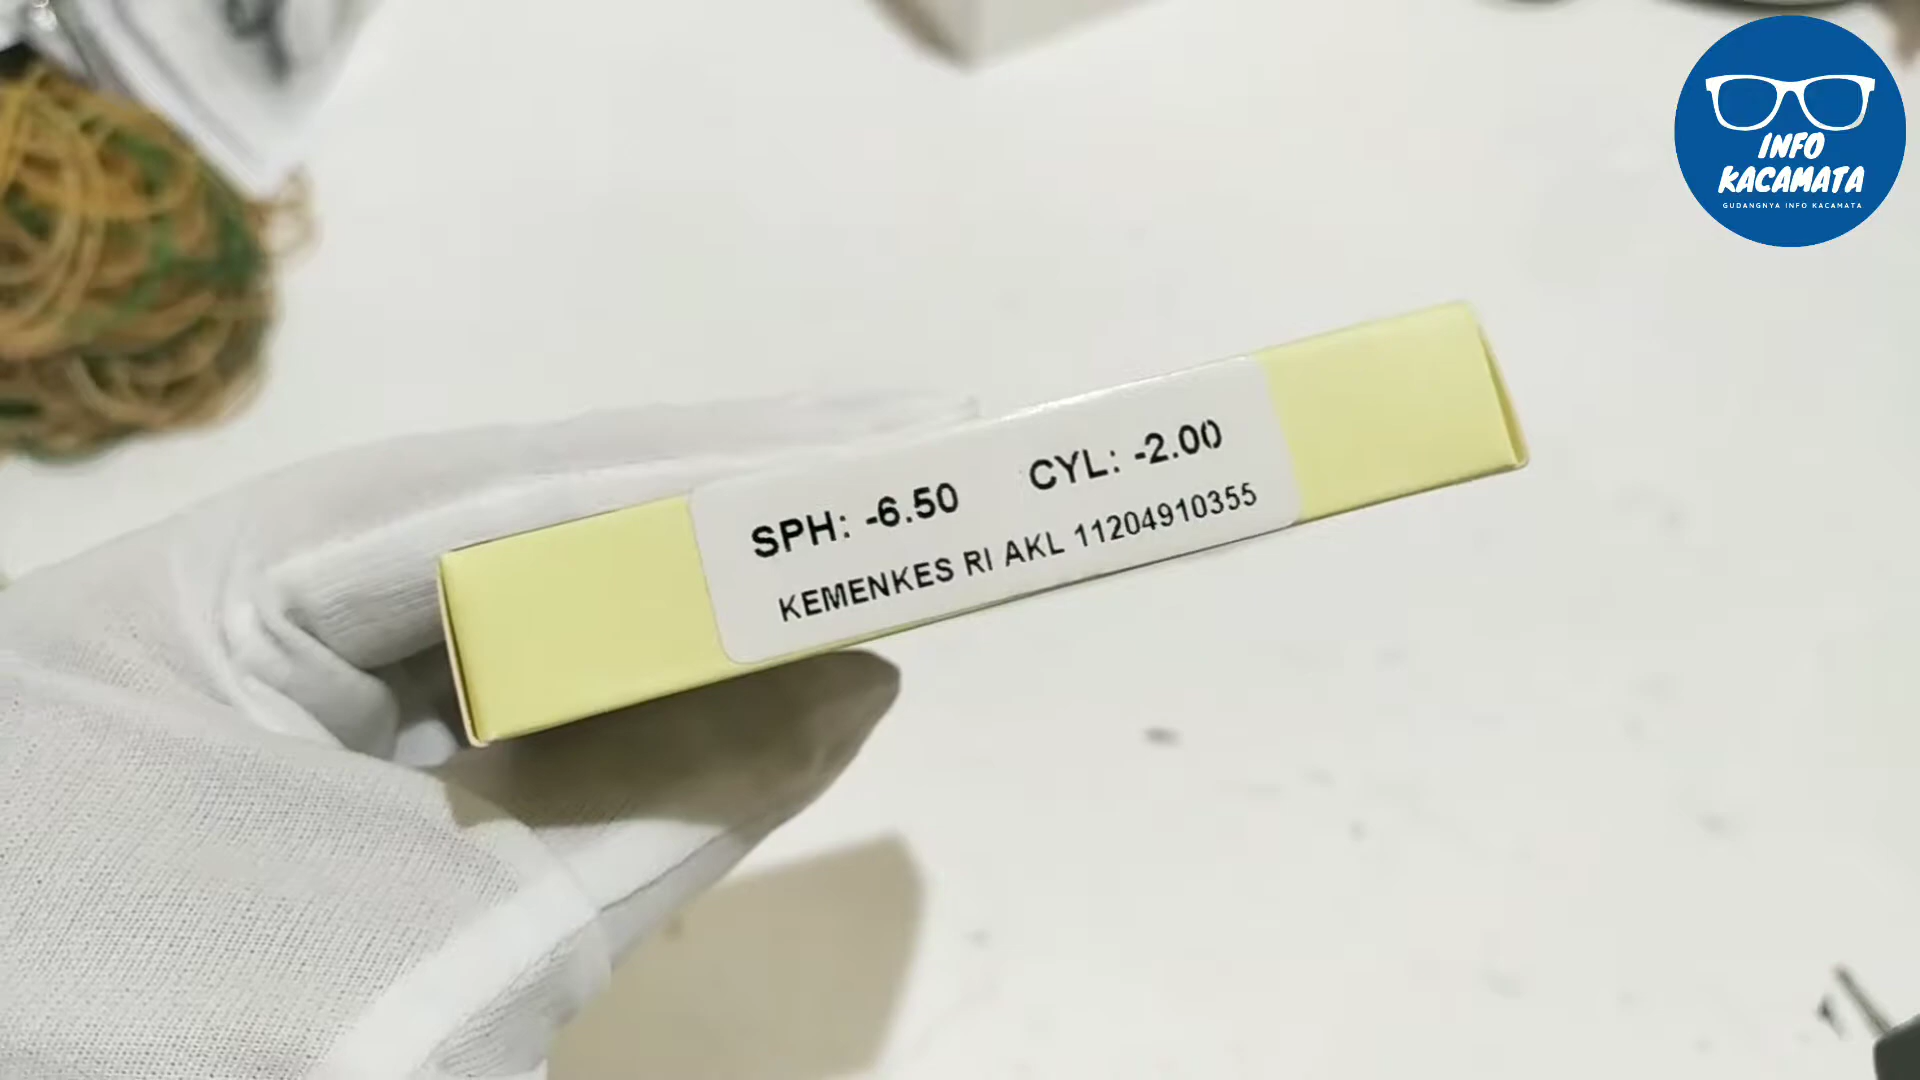 INFO
KACAMATA
GUDANGNYA INFO KACAMATA
SPH: -6.50 CYL: -2.00
KEMENKES RI AKL 11204910355